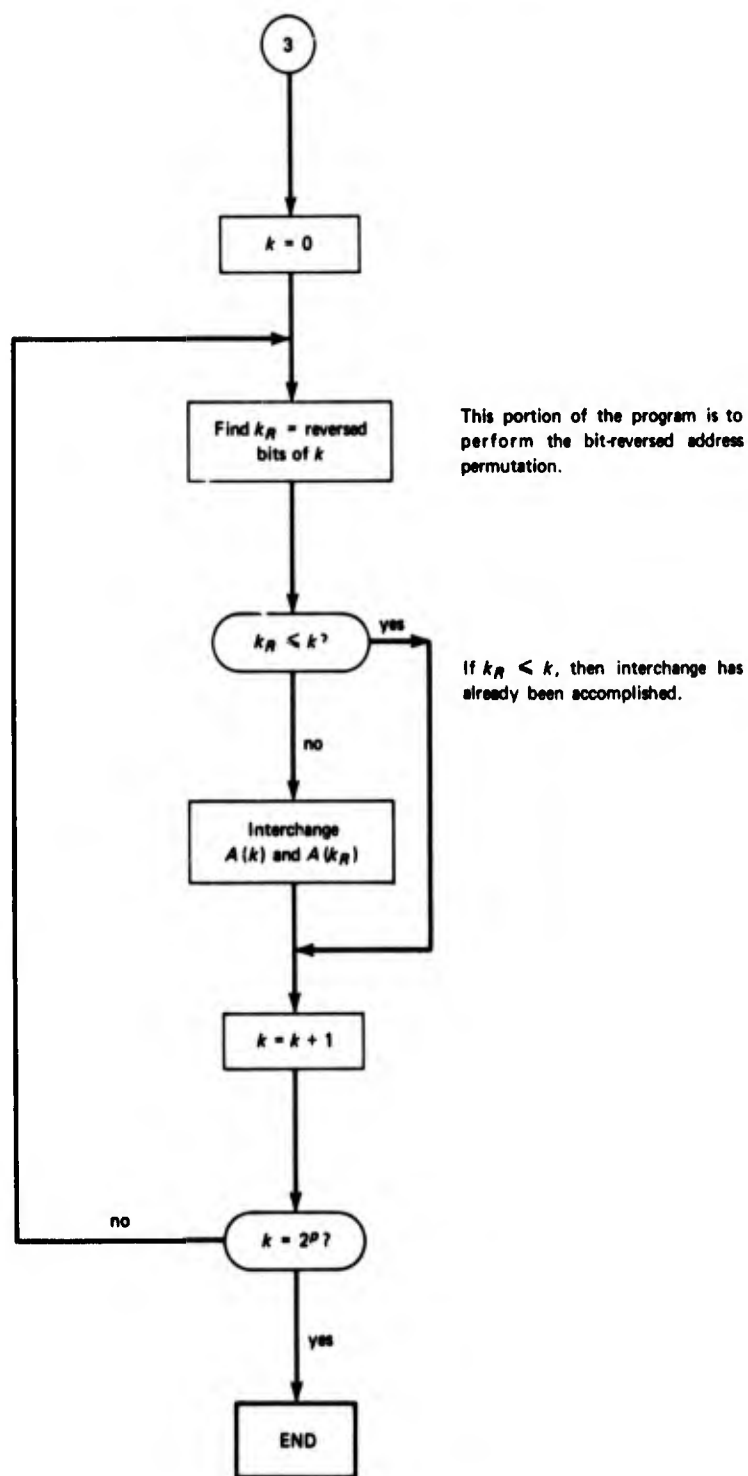 3
k = 0
Find k_R = reversed
bits of k
This portion of the program is to
perform the bit-reversed address
permutation.
k_R ⩽ k?
yes
If k_R ⩽ k, then interchange has
already been accomplished.
no
Interchange
A(k) and A(k_R)
k = k + 1
no
k = 2^p?
yes
END